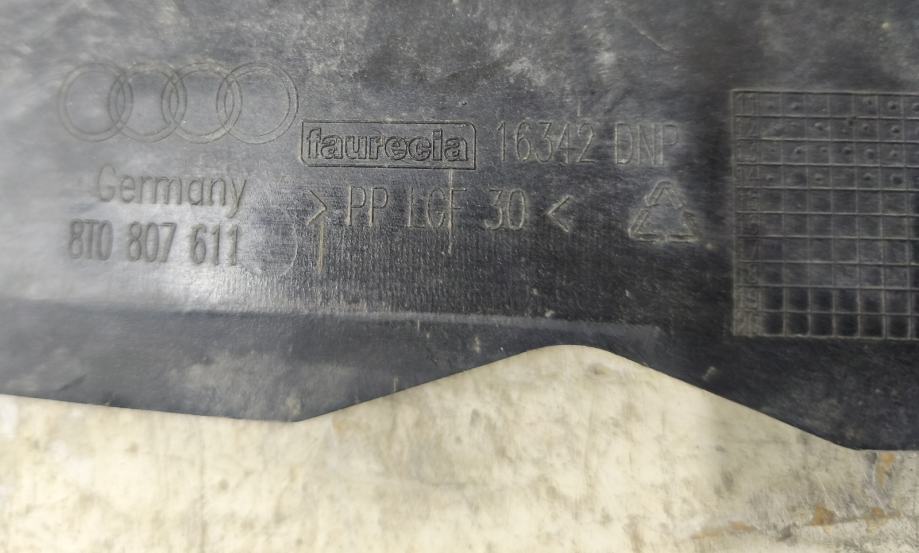 faurecia 16342 DNP
Germany > PP LGF 30 <
8T0 807 611